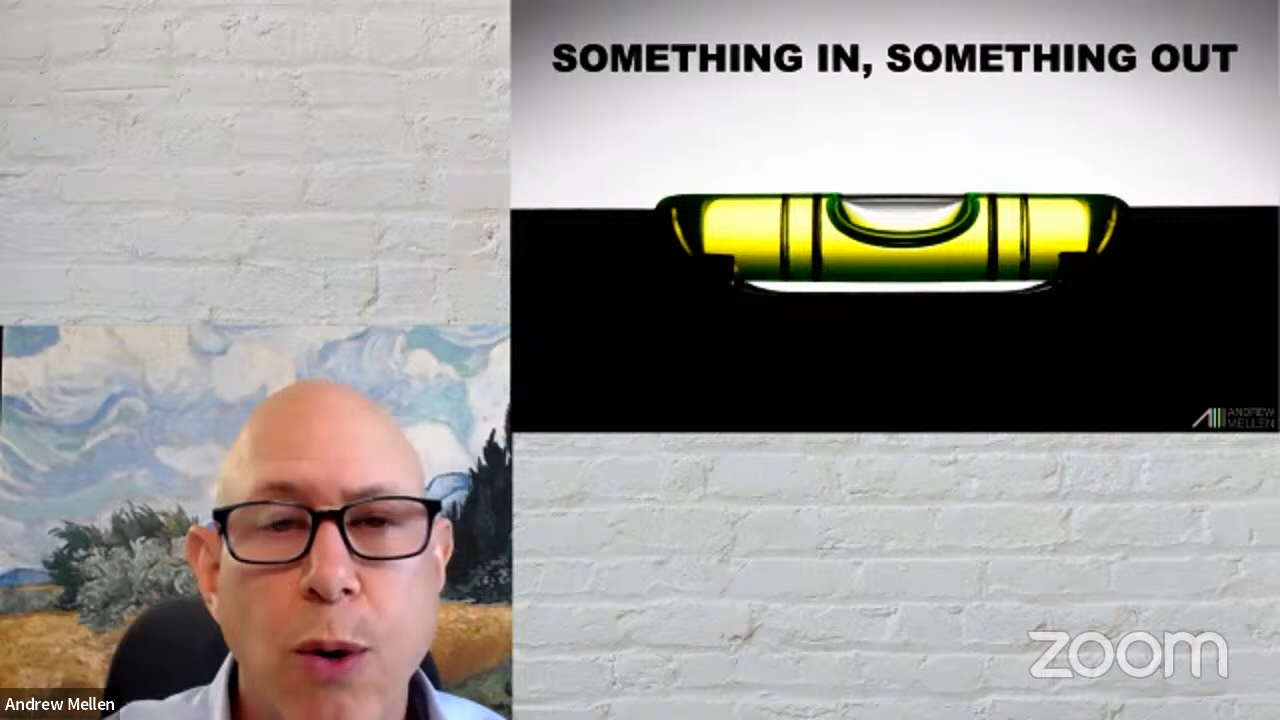 SOMETHING IN, SOMETHING OUT
ANDREW
MELLEN
zoom
Andrew Mellen